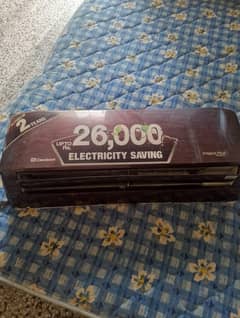 2 YEARS
UPTO Rs. 26,000
ELECTRICITY SAVING
Dawlance